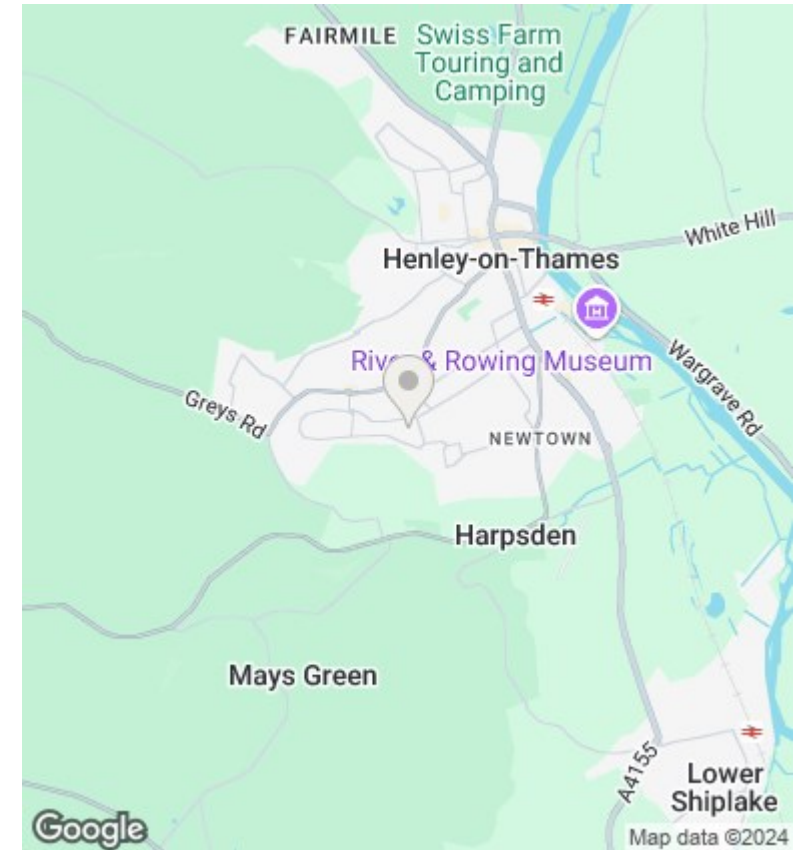 FAIRMILE
Swiss Farm
Touring and
Camping
White Hill
Henley-on-Thames
River & Rowing Museum
Wargrave Rd
Greys Rd
NEWTOWN
Harpsden
Mays Green
A4155
Lower
Shiplake
Google
Map data ©2024